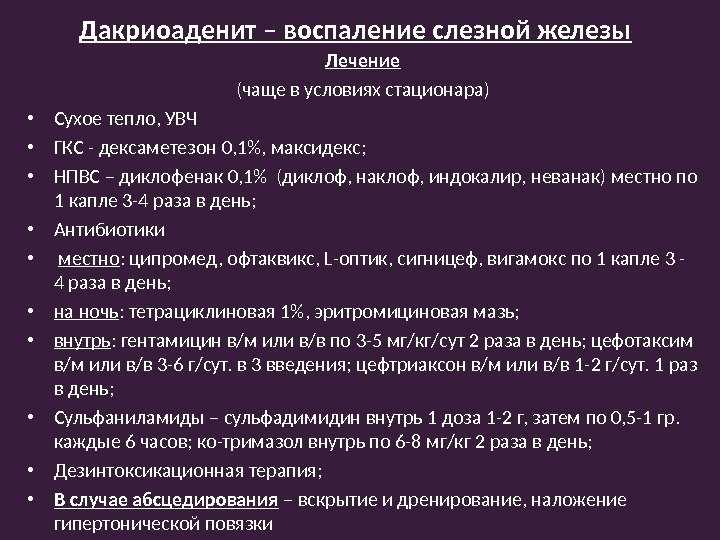 Дакриоаденит – воспаление слезной железы
Лечение
(чаще в условиях стационара)
• Сухое тепло, УВЧ
• ГКС - дексаметезон 0,1%, максидекс;
• НПВС – диклофенак 0,1% (диклоф, наклоф, индокалир, неванак) местно по
1 капле 3-4 раза в день;
• Антибиотики
• местно: ципромед, офтаквикс, L-оптик, сигницеф, вигамокс по 1 капле 3 -
4 раза в день;
• на ночь: тетрациклиновая 1%, эритромициновая мазь;
• внутрь: гентамицин в/м или в/в по 3-5 мг/кг/сут 2 раза в день; цефотаксим
в/м или в/в 3-6 г/сут. в 3 введения; цефтриаксон в/м или в/в 1-2 г/сут. 1 раз
в день;
• Сульфаниламиды – сульфадимидин внутрь 1 доза 1-2 г, затем по 0,5-1 гр.
каждые 6 часов; ко-тримазол внутрь по 6-8 мг/кг 2 раза в день;
• Дезинтоксикационная терапия;
• В случае абсцедирования – вскрытие и дренирование, наложение
гипертонической повязки